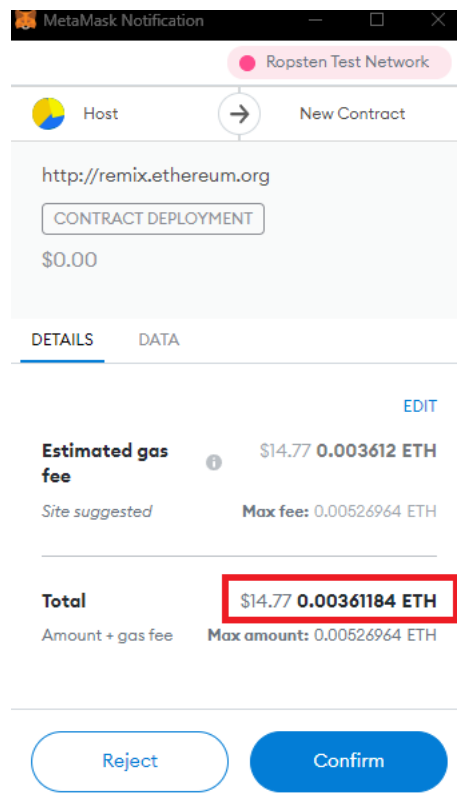 MetaMask Notification
Ropsten Test Network
Host New Contract
http://remix.ethereum.org
CONTRACT DEPLOYMENT
$0.00
DETAILS DATA
EDIT
Estimated gas fee $14.77 0.003612 ETH
Site suggested Max fee: 0.00526964 ETH
Total $14.77 0.00361184 ETH
Amount + gas fee Max amount: 0.00526964 ETH
Reject Confirm